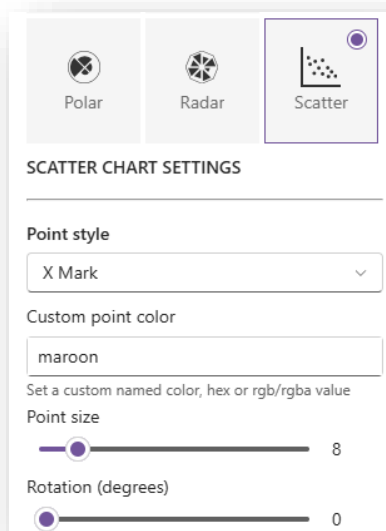 Polar Radar Scatter
SCATTER CHART SETTINGS
Point style
X Mark
Custom point color
maroon
Set a custom named color, hex or rgb/rgba value
Point size
8
Rotation (degrees)
0